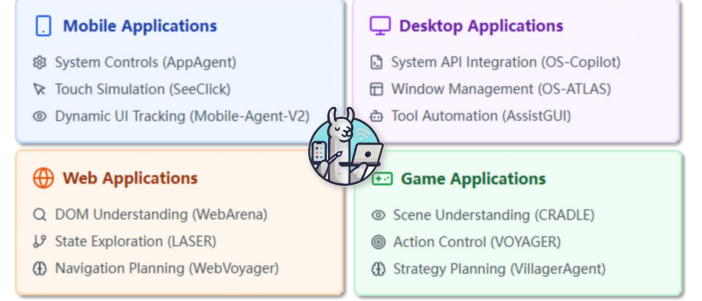 Mobile Applications
System Controls (AppAgent)
Touch Simulation (SeeClick)
Dynamic UI Tracking (Mobile-Agent-V2)
Desktop Applications
System API Integration (OS-Copilot)
Window Management (OS-ATLAS)
Tool Automation (AssistGUI)
Web Applications
DOM Understanding (WebArena)
State Exploration (LASER)
Navigation Planning (WebVoyager)
Game Applications
Scene Understanding (CRADLE)
Action Control (VOYAGER)
Strategy Planning (VillagerAgent)